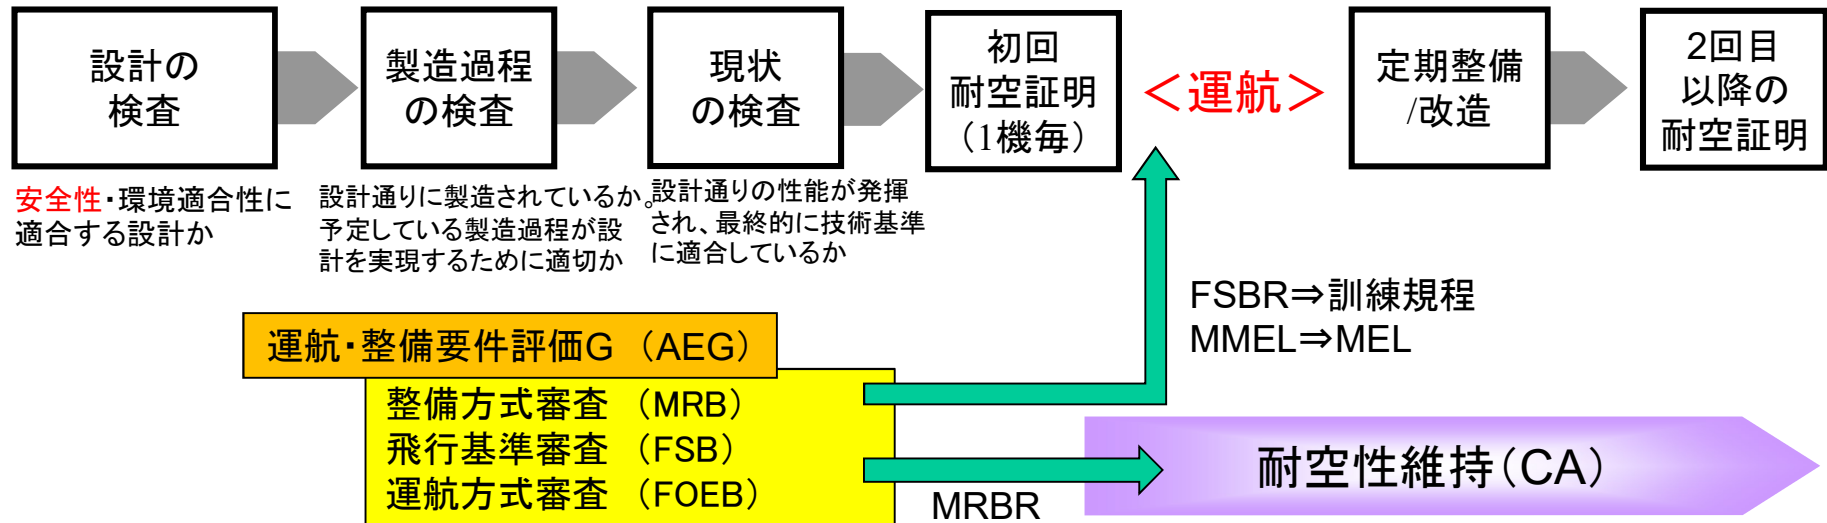 設計の
検査
製造過程
の検査
現状
の検査
初回
耐空証明
（1機毎）
＜運航＞
定期整備
/改造
2回目
以降の
耐空証明
安全性・環境適合性に
適合する設計か
設計通りに製造されているか。
予定している製造過程が設
計を実現するために適切か
設計通りの性能が発揮
され、最終的に技術基準
に適合しているか
FSBR⇒訓練規程
MMEL⇒MEL
運航・整備要件評価G （AEG）
整備方式審査 （MRB）
飛行基準審査 （FSB）
運航方式審査 （FOEB）
耐空性維持（CA）
MRBR